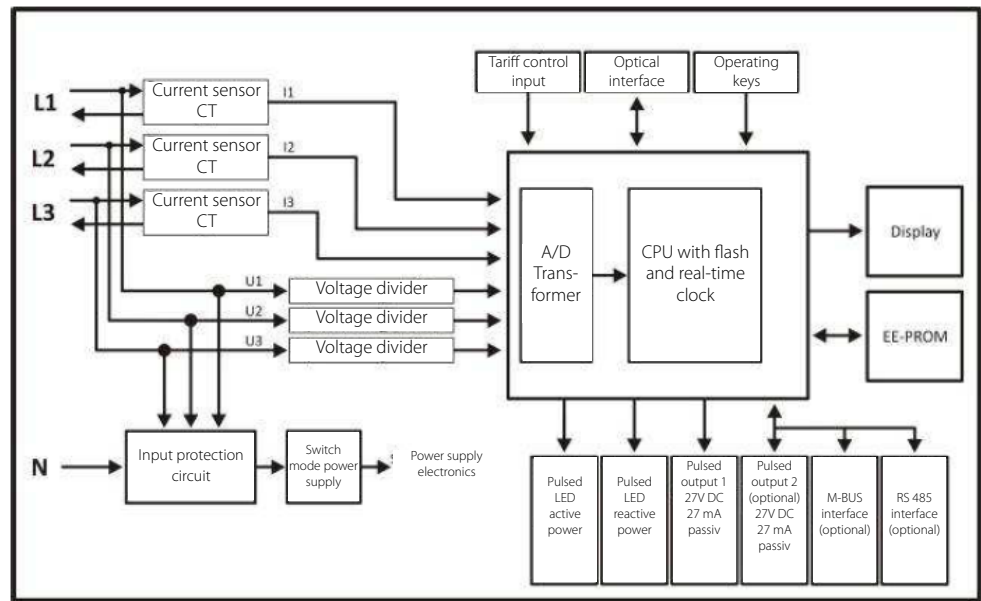 Tariff control
input
Optical
interface
Operating
keys
L1
Current sensor
CT
I1
L2
Current sensor
CT
I2
L3
Current sensor
CT
I3
A/D
Trans-
former
CPU with flash
and real-time
clock
Display
EE-PROM
U1
Voltage divider
U2
Voltage divider
U3
Voltage divider
N
Input protection
circuit
Switch
mode power
supply
Power supply
electronics
Pulsed
LED
active
power
Pulsed
LED
reactive
power
Pulsed
output 1
27V DC
27 mA
passiv
Pulsed
output 2
(optional)
27V DC
27 mA
passiv
M-BUS
interface
(optional)
RS 485
interface
(optional)